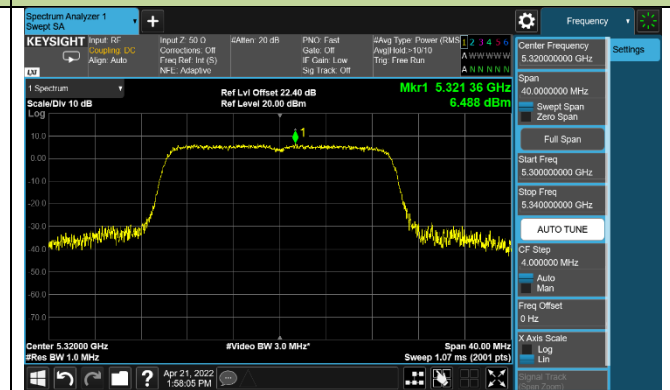 Spectrum Analyzer 1
Swept SA
Frequency
KEYSIGHT
Input: RF
Coupling: DC
Align: Auto
Input Z: 50 Ω
Corrections: Off
Freq Ref: Int (S)
NFE: Adaptive
#Atten: 20 dB
PNO: Fast
Gate: Off
IF Gain: Low
Sig Track: Off
#Avg Type: Power (RMS
Avg|Hold:>10/10
Trig: Free Run
1 2 3 4 5 6
A W W W W W
A N N N N N
LXI
1 Spectrum
Scale/Div 10 dB
Log
Ref Lvl Offset 22.40 dB
Ref Level 20.00 dBm
Mkr1 5.321 36 GHz
6.488 dBm
1
10.0
0.00
-10.0
-20.0
-30.0
-40.0
-50.0
-60.0
-70.0
Center 5.32000 GHz
#Res BW 1.0 MHz
#Video BW 3.0 MHz*
Span 40.00 MHz
Sweep 1.07 ms (2001 pts)
Center Frequency
5.320000000 GHz
Settings
Span
40.0000000 MHz
Swept Span
Zero Span
Full Span
Start Freq
5.300000000 GHz
Stop Freq
5.340000000 GHz
AUTO TUNE
CF Step
4.000000 MHz
Auto
Man
Freq Offset
0 Hz
X Axis Scale
Log
Lin
Signal Track
(Span Zoom)
Apr 21, 2022
1:58:05 PM